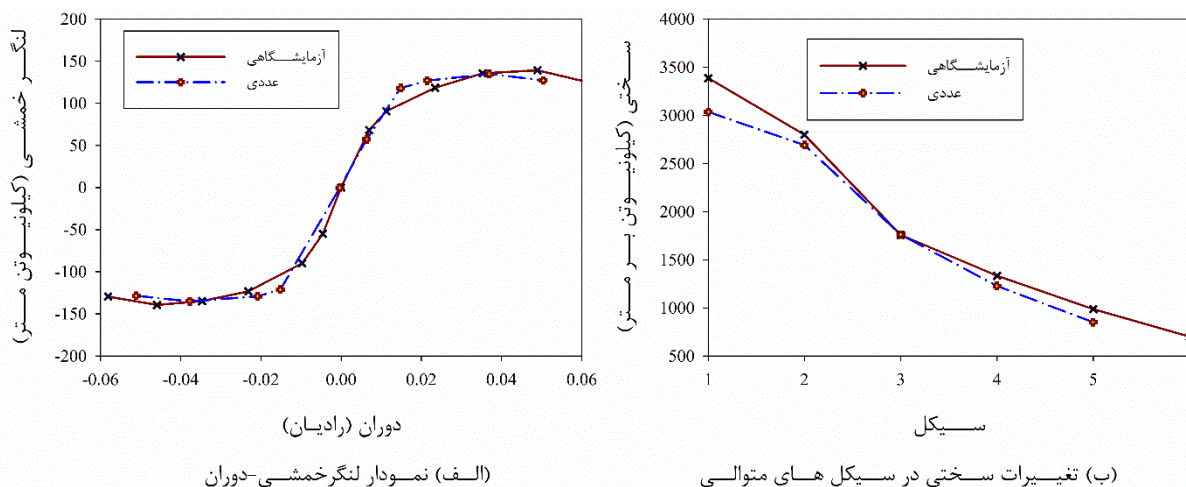 لنگر خمشی (کیلونیوتن متر)
200
150
100
50
0
-50
-100
-150
-200
آزمایشگاهی
عددی
-0.06
-0.04
-0.02
0.00
0.02
0.04
0.06
دوران (رادیان)
(الف) نمودار لنگرخمشی-دوران
سختی (کیلونیوتن بر متر)
4000
3500
3000
2500
2000
1500
1000
500
آزمایشگاهی
عددی
1
2
3
4
5
سیکل
(ب) تغییرات سختی در سیکل های متوالی